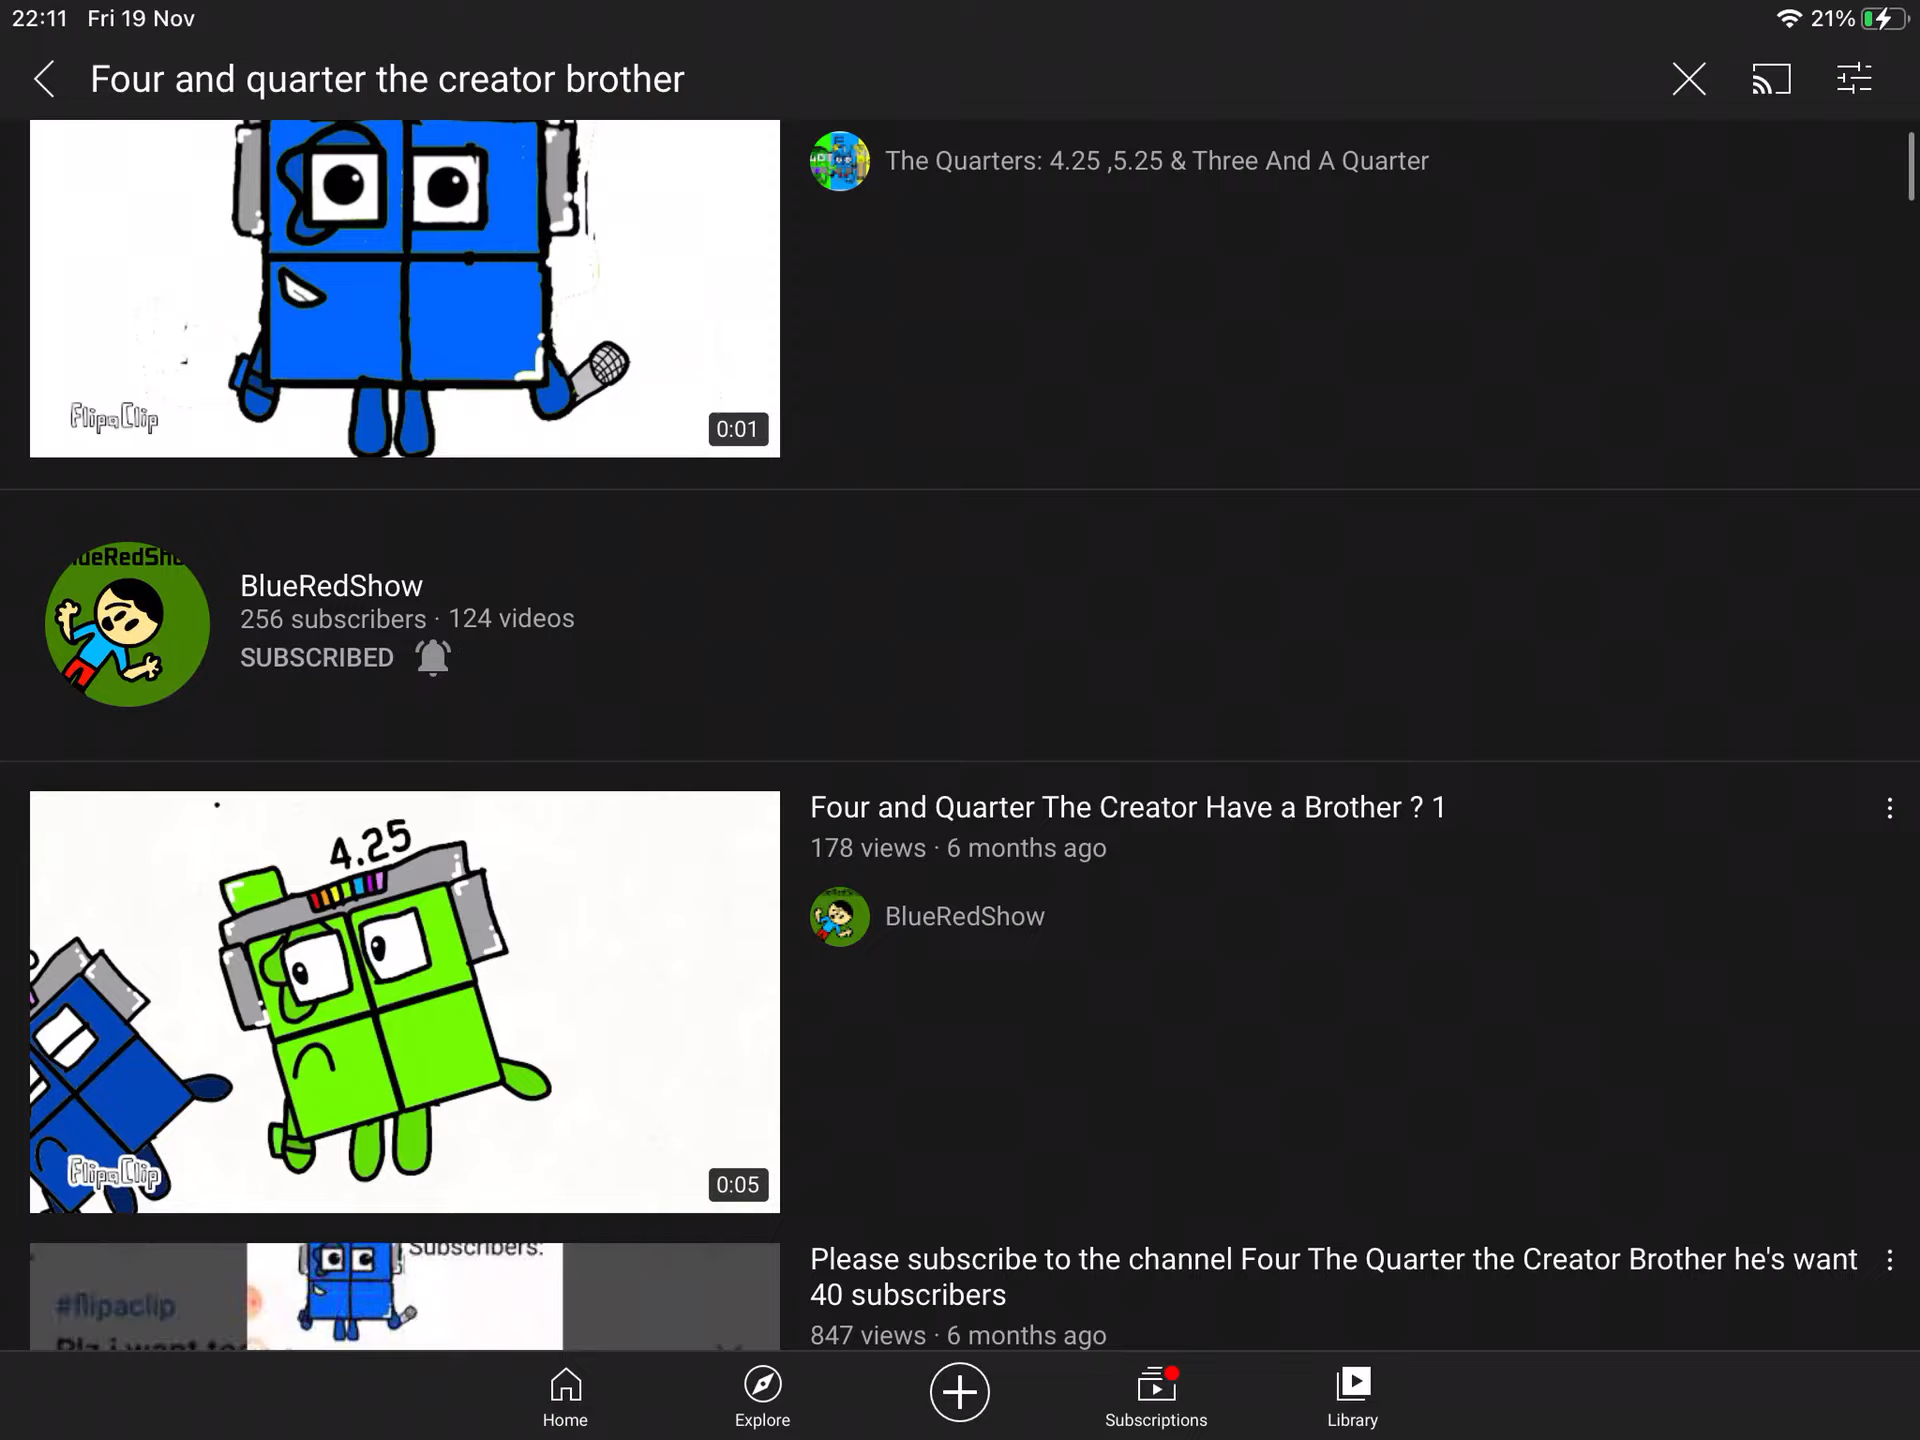 22:11 Fri 19 Nov
21%
Four and quarter the creator brother
The Quarters: 4.25 ,5.25 & Three And A Quarter
FlipaClip
0:01
BlueRedShow
256 subscribers · 124 videos
SUBSCRIBED
Four and Quarter The Creator Have a Brother ? 1
178 views · 6 months ago
BlueRedShow
4.25
FlipaClip
0:05
Subscribers:
#flipaclip
Plz i want
Please subscribe to the channel Four The Quarter the Creator Brother he's want
40 subscribers
847 views · 6 months ago
Home
Explore
Subscriptions
Library